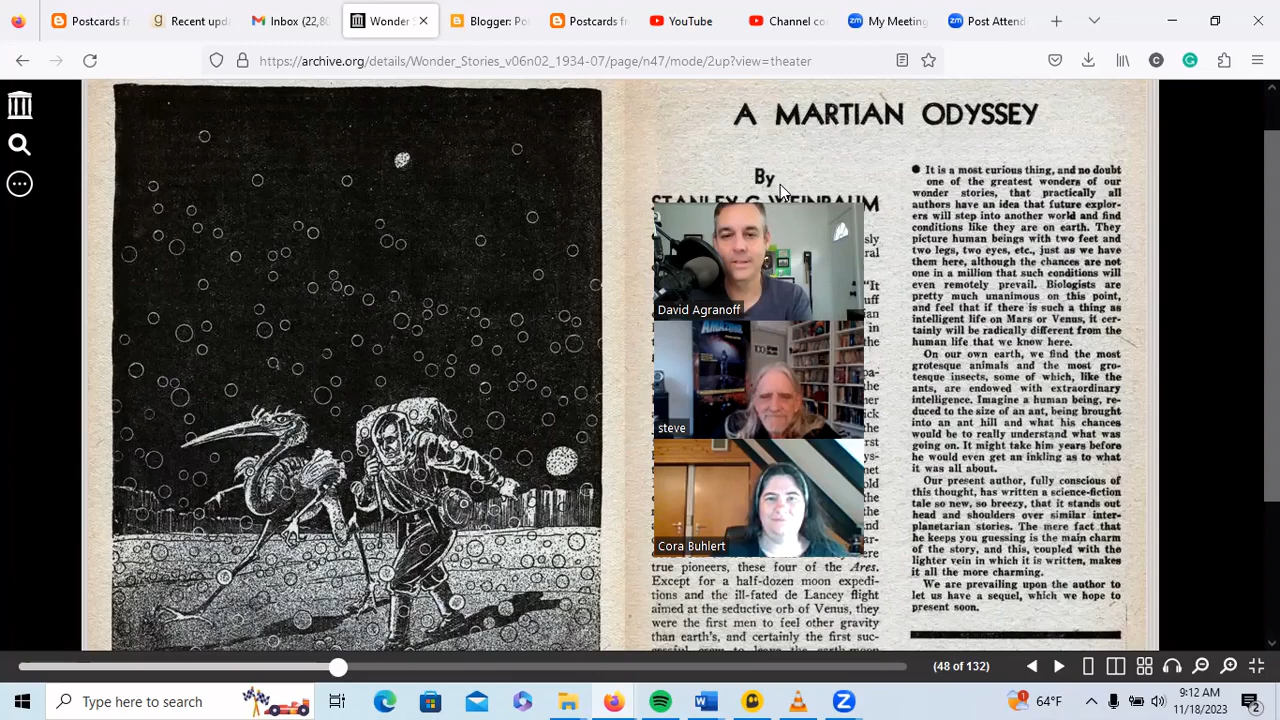 Postcards fr
Recent upd
Inbox (22,80
Wonder S
Blogger: Po
Postcards fr
YouTube
Channel co
My Meeting
Post Attend
https://archive.org/details/Wonder_Stories_v06n02_1934-07/page/n47/mode/2up?view=theater
A MARTIAN ODYSSEY
By
STANLEY G. WEINBAUM
David Agranoff
steve
Cora Buhlert
true pioneers, these four of the Ares.
Except for a half-dozen moon expedi-
tions and the ill-fated de Lancey flight
aimed at the seductive orb of Venus, they
were the first men to feel other gravity
than earth's, and certainly the first suc-
cessful crew to leave the earth-moon
● It is a most curious thing, and no doubt
one of the greatest wonders of our
wonder stories, that practically all
authors have an idea that future explor-
ers will step into another world and find
conditions like they are on earth. They
picture human beings with two feet and
two legs, two eyes, etc., just as we have
them here, although the chances are not
one in a million that such conditions will
even remotely prevail. Biologists are
pretty much unanimous on this point,
and feel that if there is such a thing as
intelligent life on Mars or Venus, it cer-
tainly will be radically different from the
human life that we know here.
On our own earth, we find the most
grotesque animals and the most gro-
tesque insects, some of which, like the
ants, are endowed with extraordinary
intelligence. Imagine a human being, re-
duced to the size of an ant, being brought
into an ant hill and what his chances
would be to really understand what was
going on. It might take him years before
he would even get an inkling as to what
it was all about.
Our present author, fully conscious of
this thought, has written a science-fiction
tale so new, so breezy, that it stands out
head and shoulders over similar inter-
planetarian stories. The mere fact that
he keeps you guessing is the main charm
of the story, and this, coupled with the
lighter vein in which it is written, makes
it all the more charming.
We are prevailing upon the author to
let us have a sequel, which we hope to
present soon.
(48 of 132)
Type here to search
64°F
9:12 AM
11/18/2023